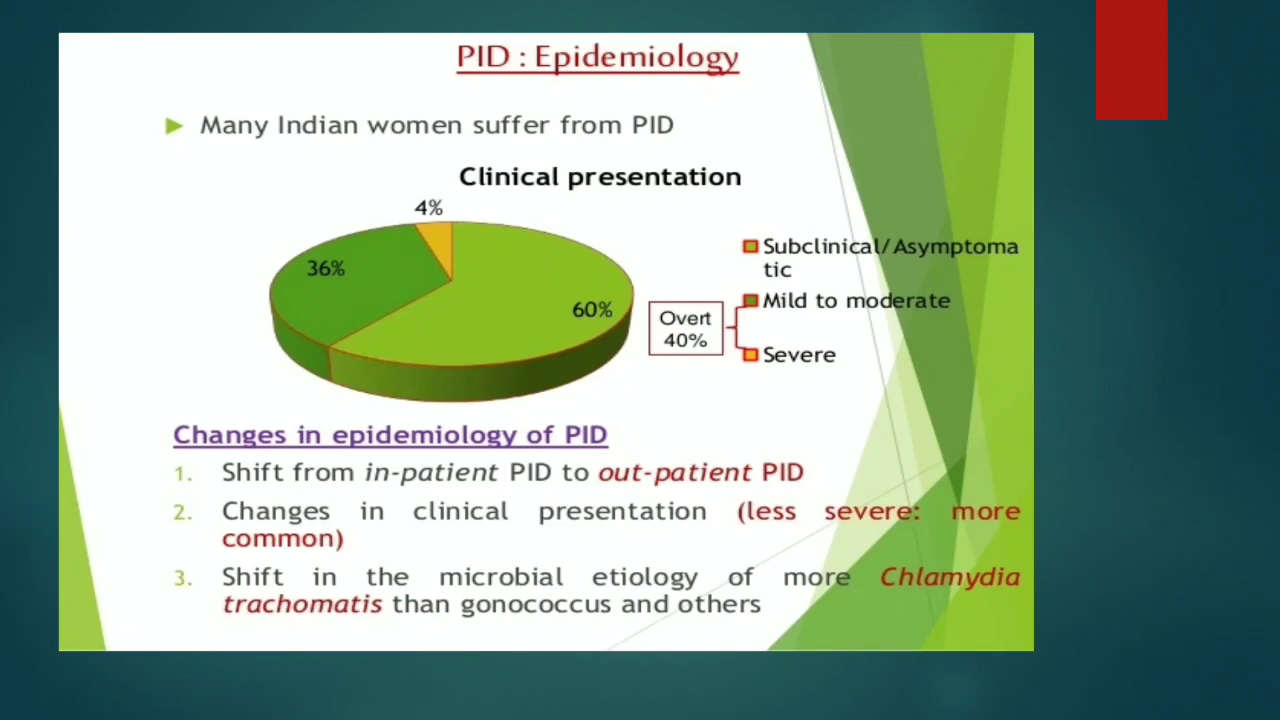 PID : Epidemiology
Many Indian women suffer from PID
Clinical presentation
4%
36%
60%
Subclinical/Asymptoma
tic
Mild to moderate
Overt
40%
Severe
Changes in epidemiology of PID
1. Shift from in-patient PID to out-patient PID
2. Changes in clinical presentation (less severe: more
common)
3. Shift in the microbial etiology of more Chlamydia
trachomatis than gonococcus and others